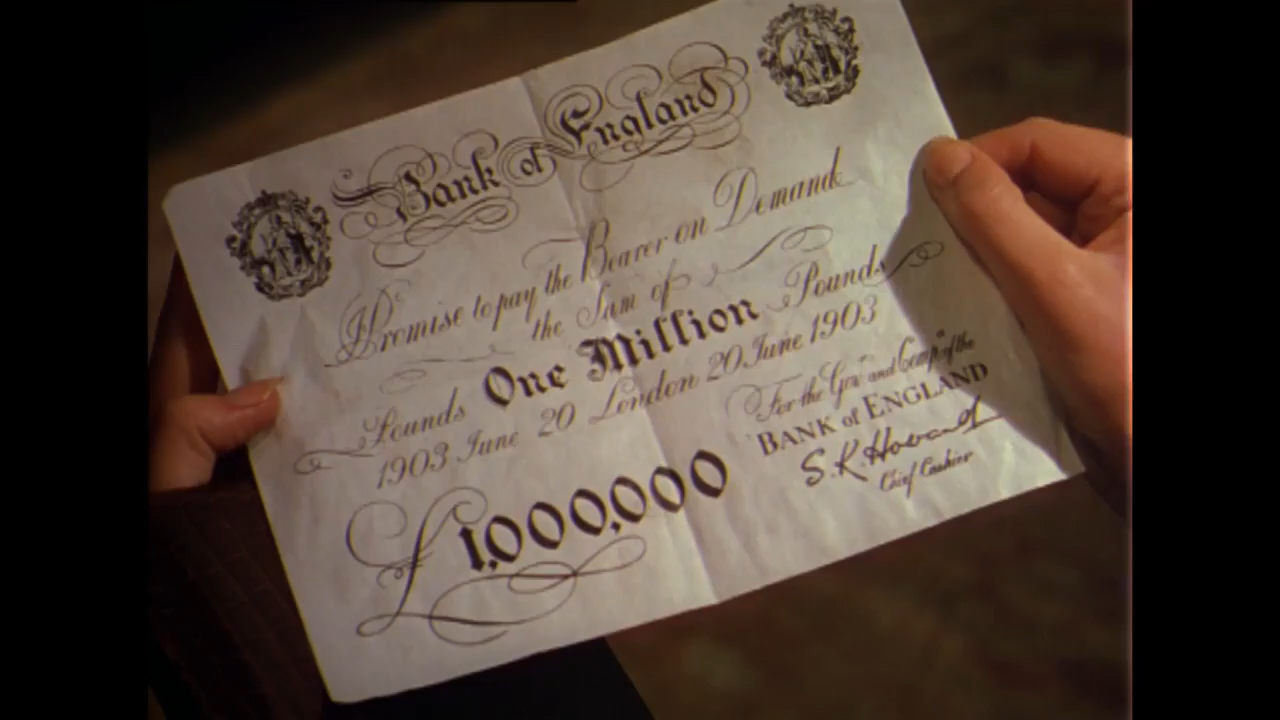 Bank of England
Promise to pay the Bearer on Demand
the Sum of
Pounds One Million Pounds
1903 June 20 London 20 June 1903
For the Govr and Compa of the
BANK of ENGLAND
S.K. Howard
Chief Cashier
£1,000,000